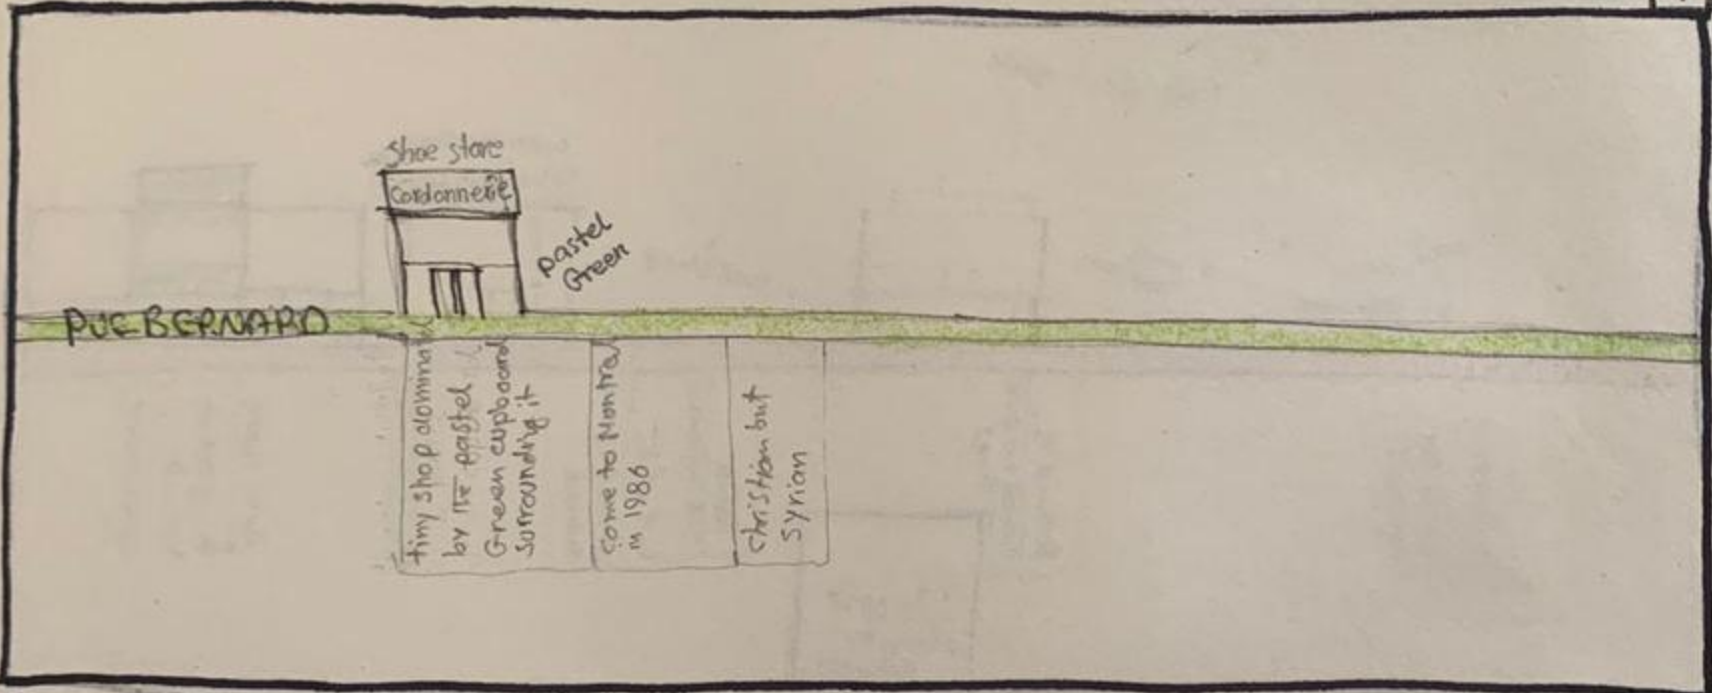 Shoe store
Cordonnerie
pastel
Green
RUE BERNARD
tiny shop dominated
by the pastel
Green cupboard
surrounding it
come to Montreal
in 1986
christian but
Syrian